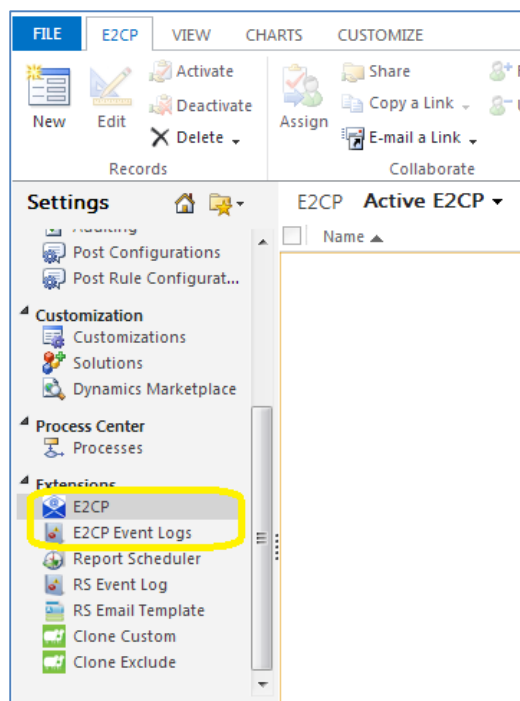 FILE E2CP VIEW CHARTS CUSTOMIZE
New
Edit
Activate
Deactivate
Delete
Records
Assign
Share
Copy a Link
E-mail a Link
Collaborate
Settings
Auditing
Post Configurations
Post Rule Configurat...
Customization
Customizations
Solutions
Dynamics Marketplace
Process Center
Processes
Extensions
E2CP
E2CP Event Logs
Report Scheduler
RS Event Log
RS Email Template
Clone Custom
Clone Exclude
E2CP Active E2CP
Name